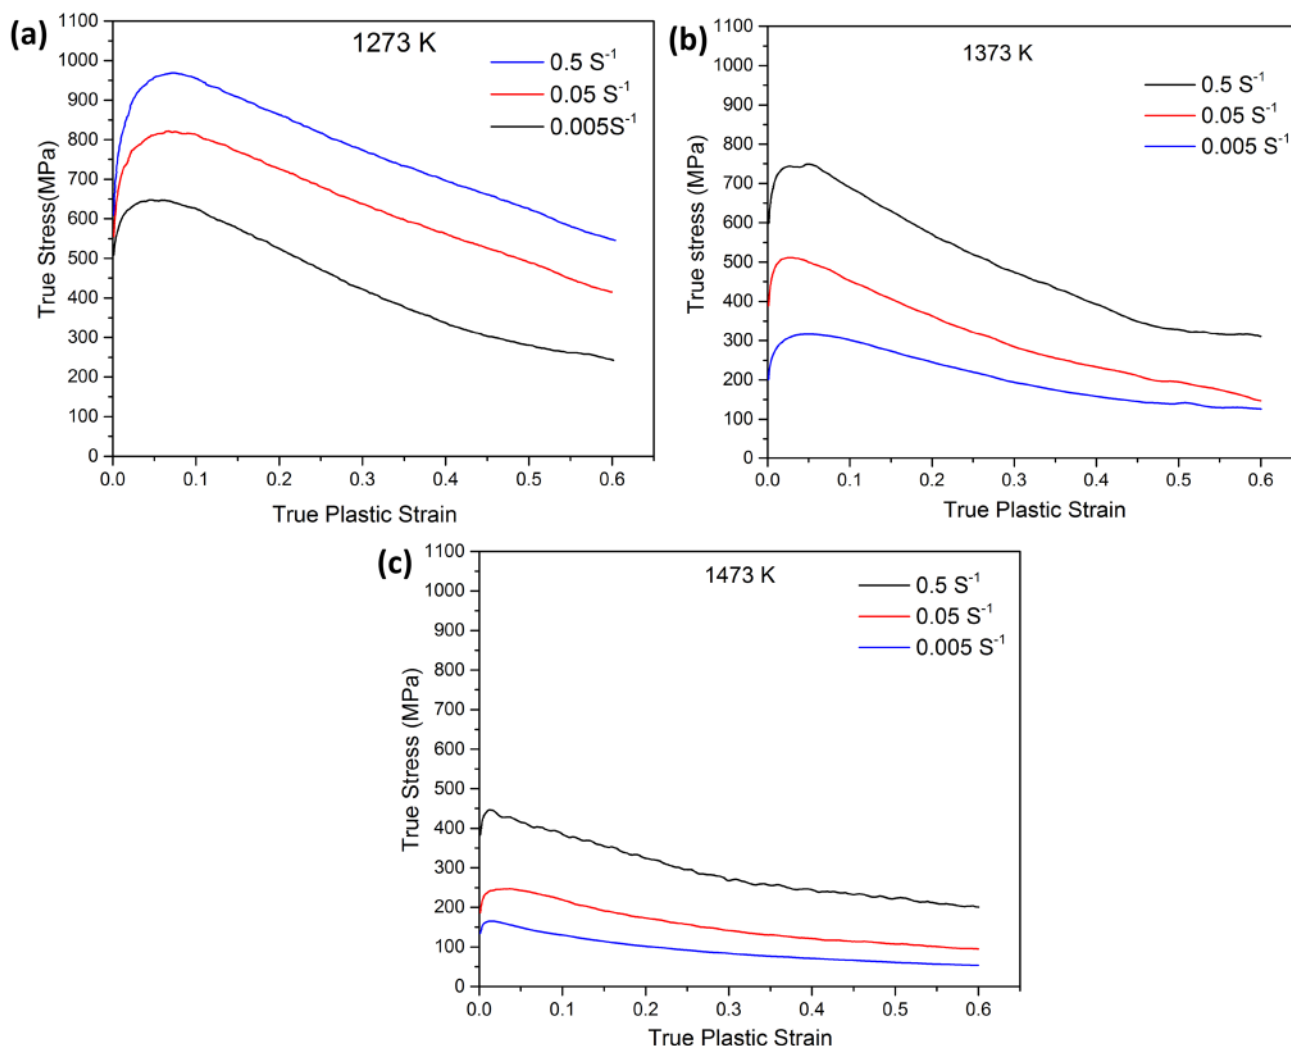 (a)
1273 K
0.5 S-1
0.05 S-1
0.005S-1
1100
1000
900
800
700
600
500
400
300
200
100
0
True Stress(MPa)
0.0 0.1 0.2 0.3 0.4 0.5 0.6
True Plastic Strain
(b)
1373 K
0.5 S-1
0.05 S-1
0.005 S-1
1100
1000
900
800
700
600
500
400
300
200
100
0
True stress (MPa)
0.0 0.1 0.2 0.3 0.4 0.5 0.6
True Plastic Strain
(c)
1473 K
0.5 S-1
0.05 S-1
0.005 S-1
1100
1000
900
800
700
600
500
400
300
200
100
0
True Stress (MPa)
0.0 0.1 0.2 0.3 0.4 0.5 0.6
True Plastic Strain